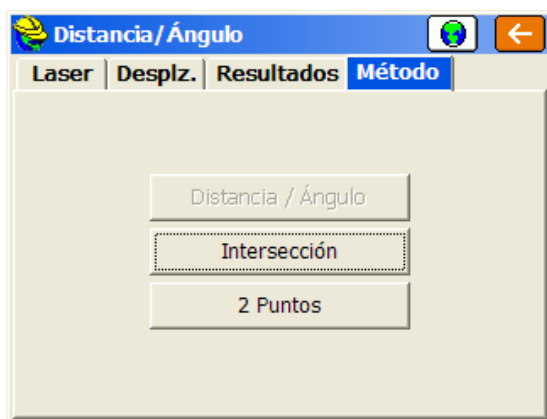 Distancia/Ángulo
Laser Desplz. Resultados Método
Distancia / Ángulo
Intersección
2 Puntos